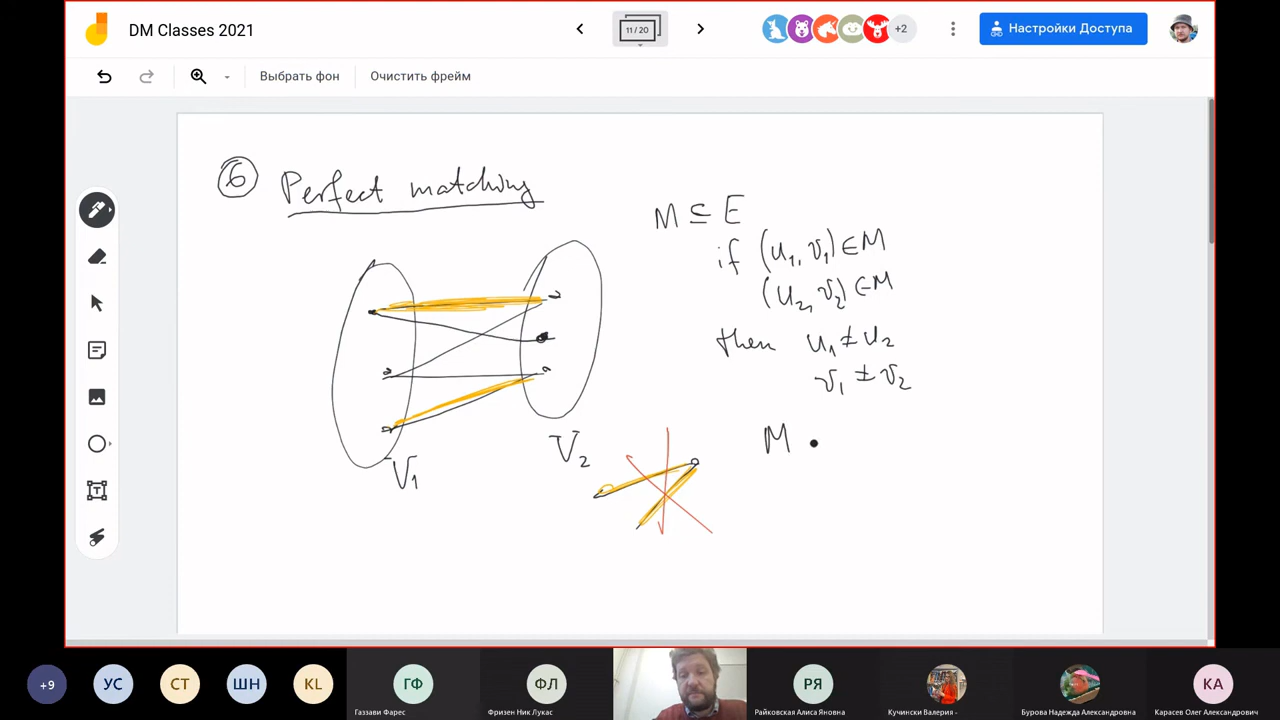 DM Classes 2021
11 / 20
+2
Настройки Доступа
Выбрать фон
Очистить фрейм
6 Perfect matching
M ⊆ E
if (u₁, v₁) ∈ M
(u₂, v₂) ∈ M
then u₁ ≠ u₂
v₁ ≠ v₂
V₁
V₂
M
+9
УС
СТ
ШН
KL
ГФ
ФЛ
РЯ
КА
Газзави Фарес
Фризен Ник Лукас
Райковская Алиса Яновна
Кучински Валерия -
Бурова Надежда Александровна
Карасев Олег Александрович